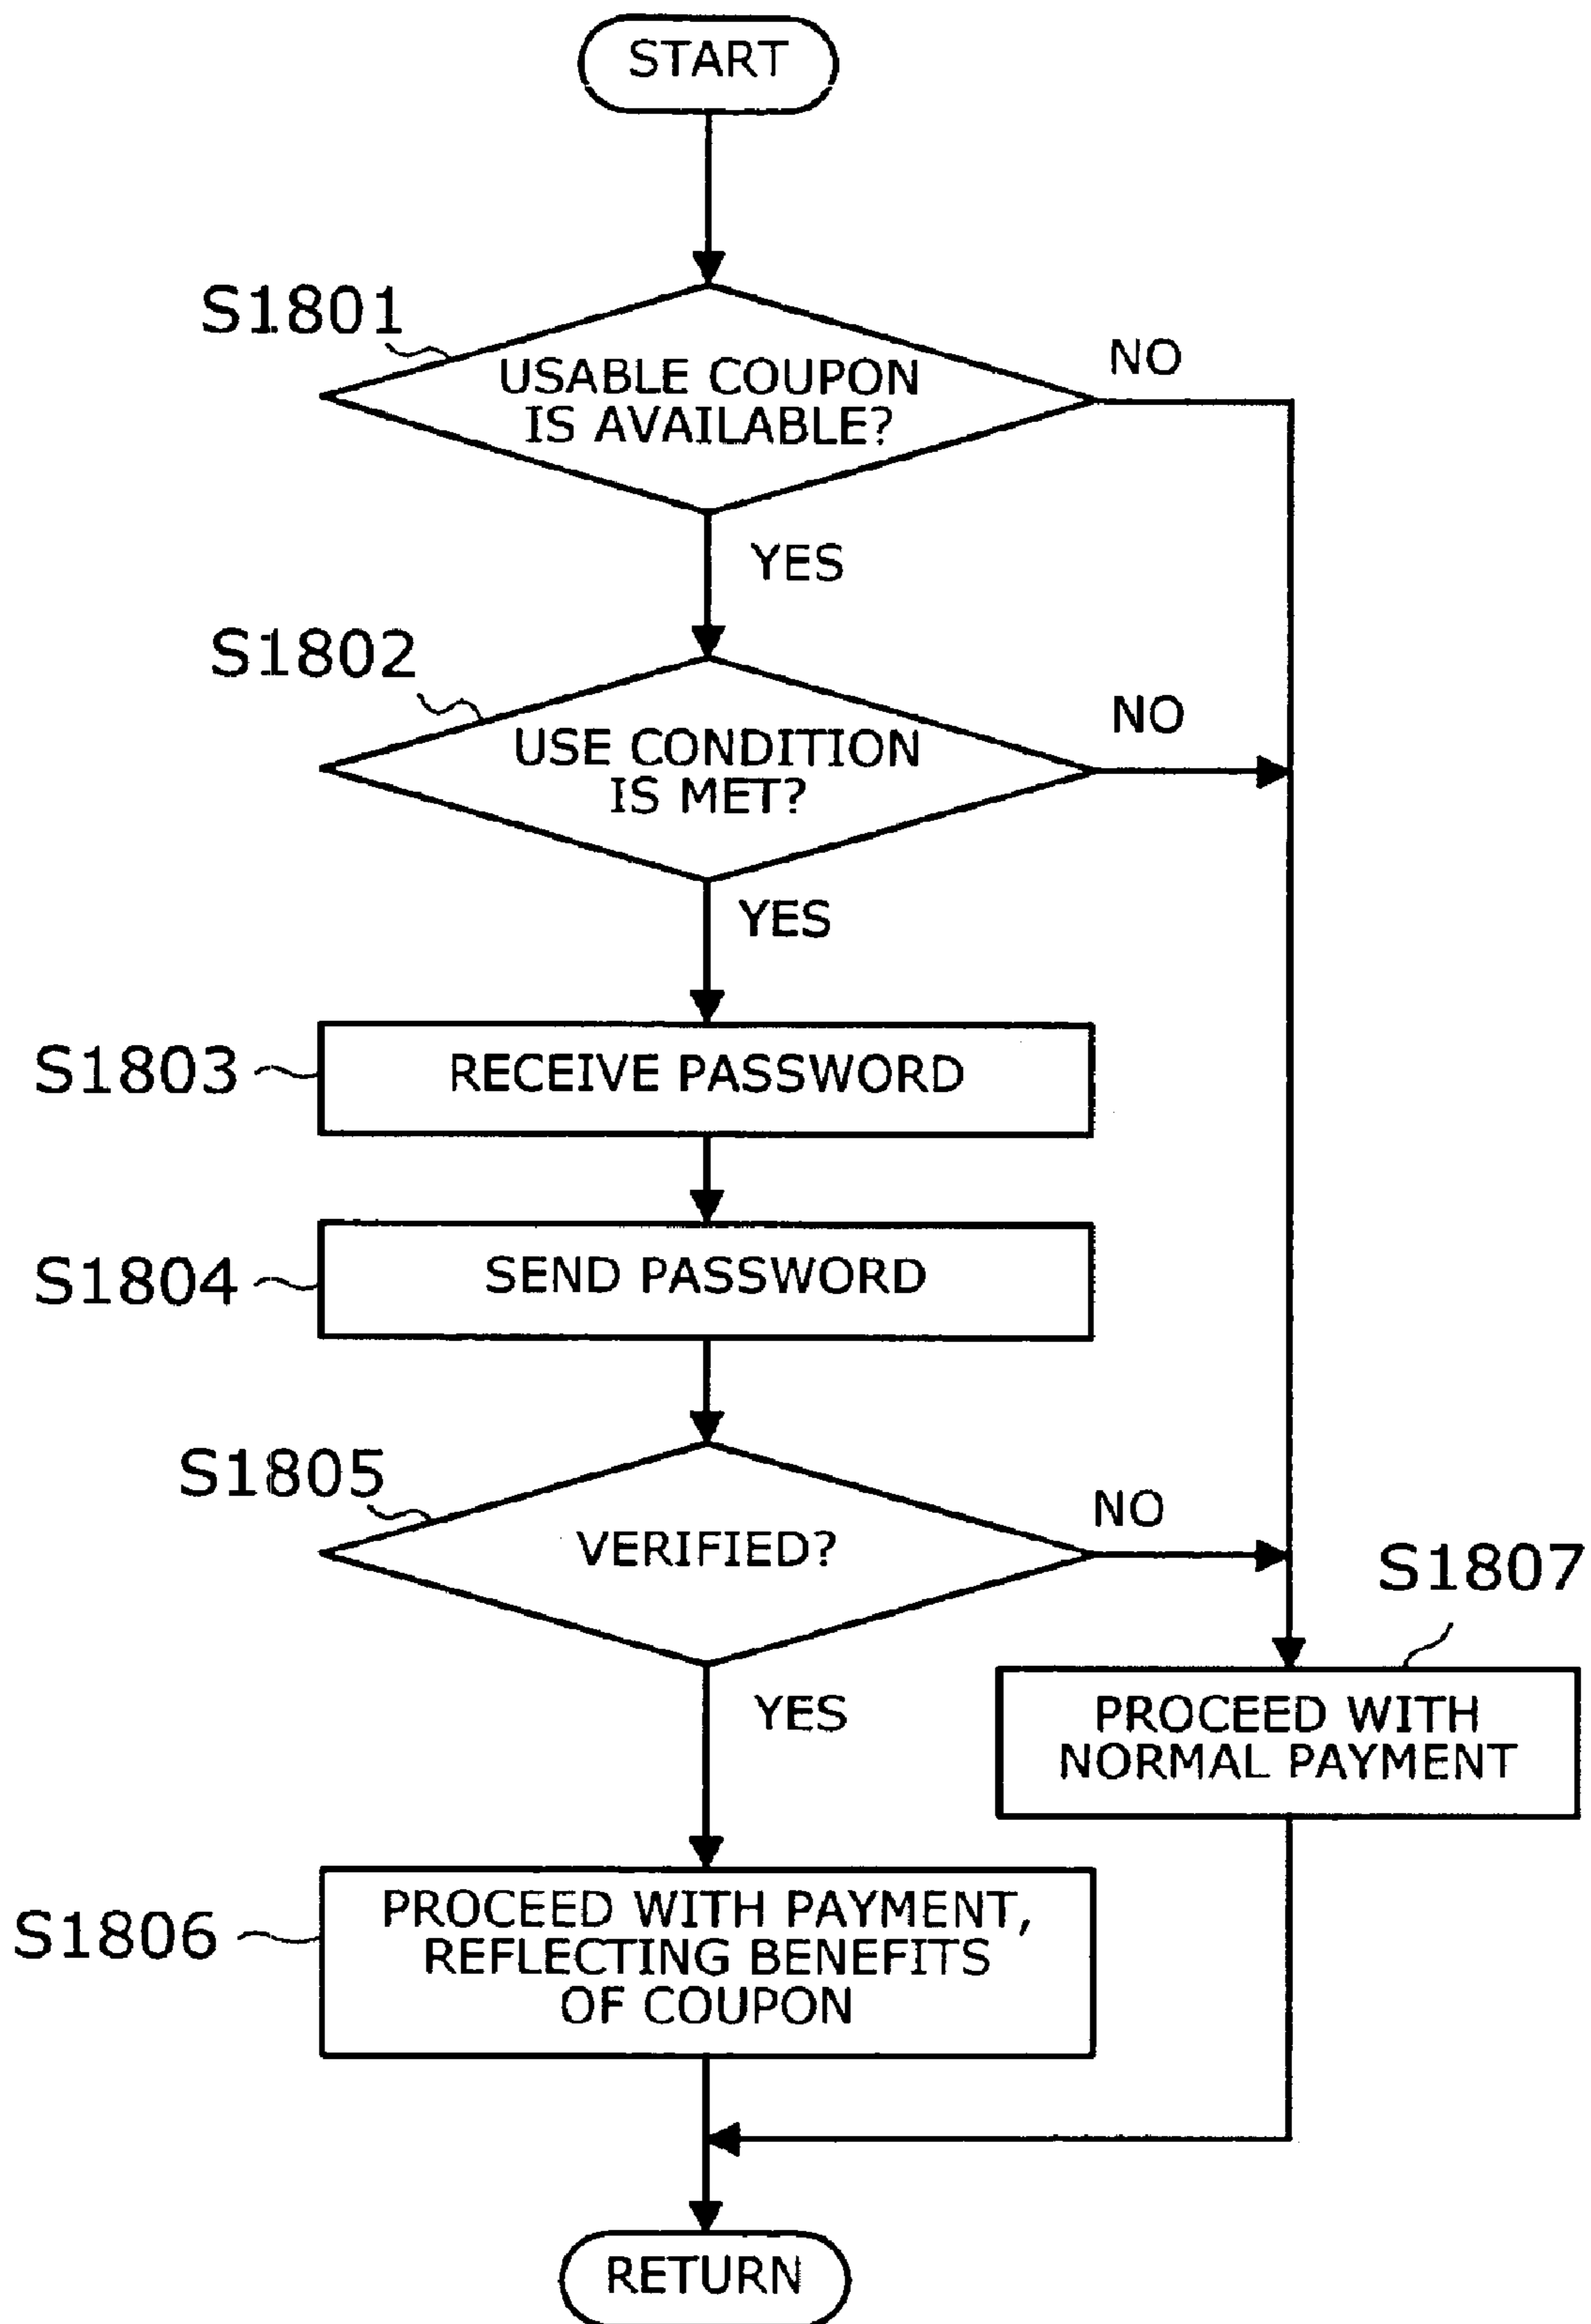 START
S1801
USABLE COUPON
IS AVAILABLE?
NO
YES
S1802
USE CONDITION
IS MET?
NO
YES
S1803
RECEIVE PASSWORD
S1804
SEND PASSWORD
S1805
VERIFIED?
NO
YES
S1807
PROCEED WITH
NORMAL PAYMENT
S1806
PROCEED WITH PAYMENT,
REFLECTING BENEFITS
OF COUPON
RETURN